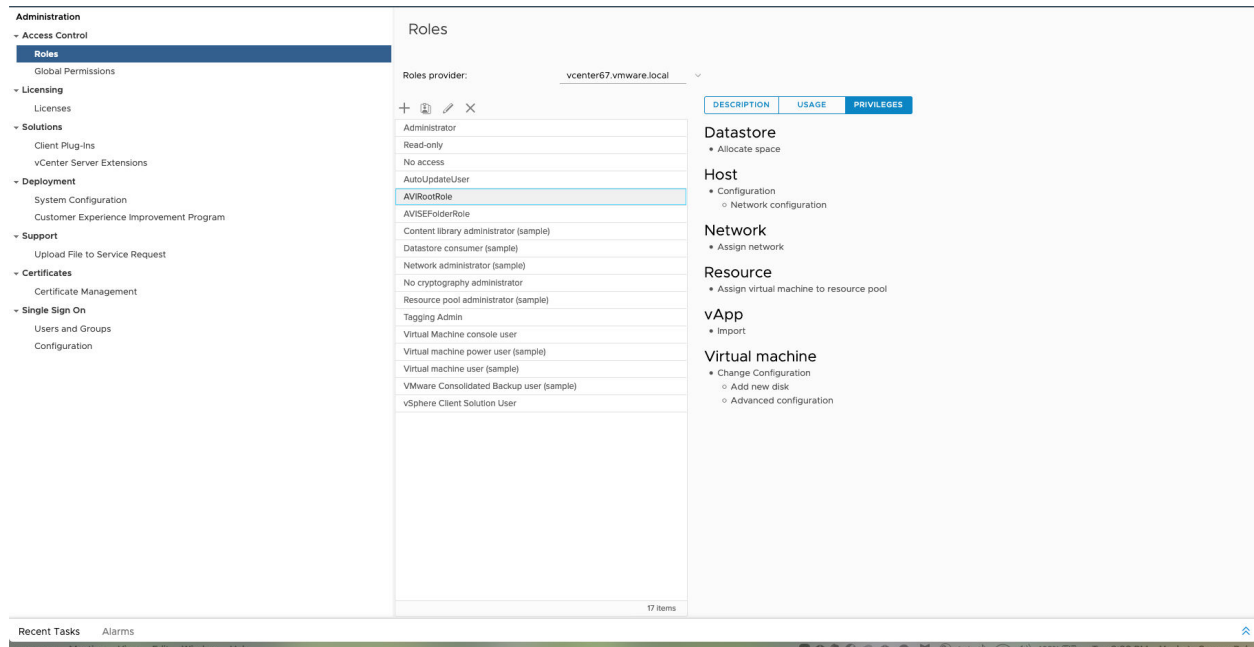 Administration
Access Control
Roles
Global Permissions
Licensing
Licenses
Solutions
Client Plug-Ins
vCenter Server Extensions
Deployment
System Configuration
Customer Experience Improvement Program
Support
Upload File to Service Request
Certificates
Certificate Management
Single Sign On
Users and Groups
Configuration
Roles
Roles provider: vcenter67.vmware.local
Administrator
Read-only
No access
AutoUpdateUser
AVIRootRole
AVISEFolderRole
Content library administrator (sample)
Datastore consumer (sample)
Network administrator (sample)
No cryptography administrator
Resource pool administrator (sample)
Tagging Admin
Virtual Machine console user
Virtual machine power user (sample)
Virtual machine user (sample)
VMware Consolidated Backup user (sample)
vSphere Client Solution User
17 items
DESCRIPTION USAGE PRIVILEGES
Datastore
Allocate space
Host
Configuration
Network configuration
Network
Assign network
Resource
Assign virtual machine to resource pool
vApp
Import
Virtual machine
Change Configuration
Add new disk
Advanced configuration
Recent Tasks Alarms